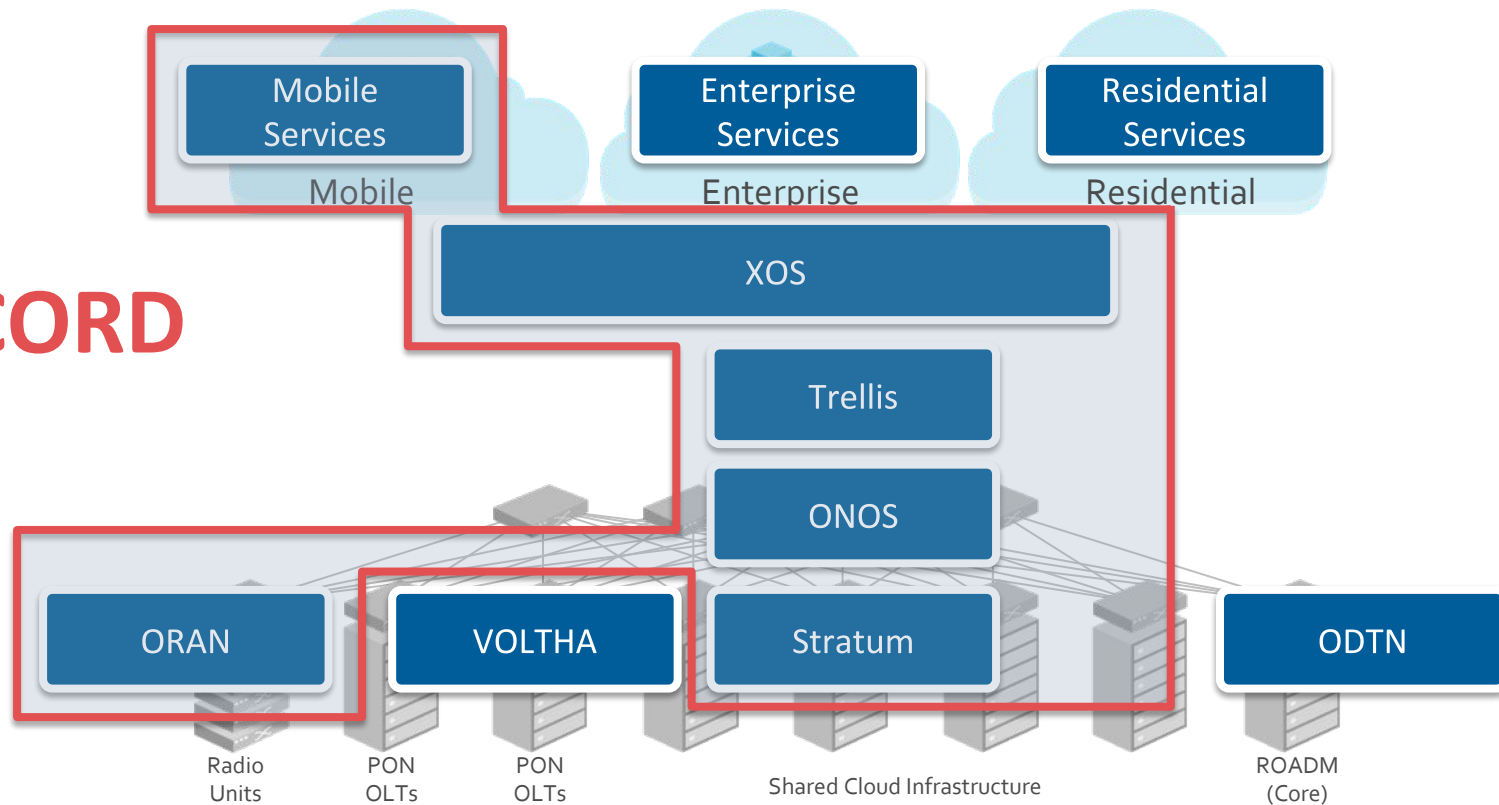 Mobile
Services
Enterprise
Services
Residential
Services
Mobile
Enterprise
Residential
XOS
CORD
Trellis
ONOS
ORAN
VOLTHA
Stratum
ODTN
Radio
Units
PON
OLTs
PON
OLTs
Shared Cloud Infrastructure
ROADM
(Core)